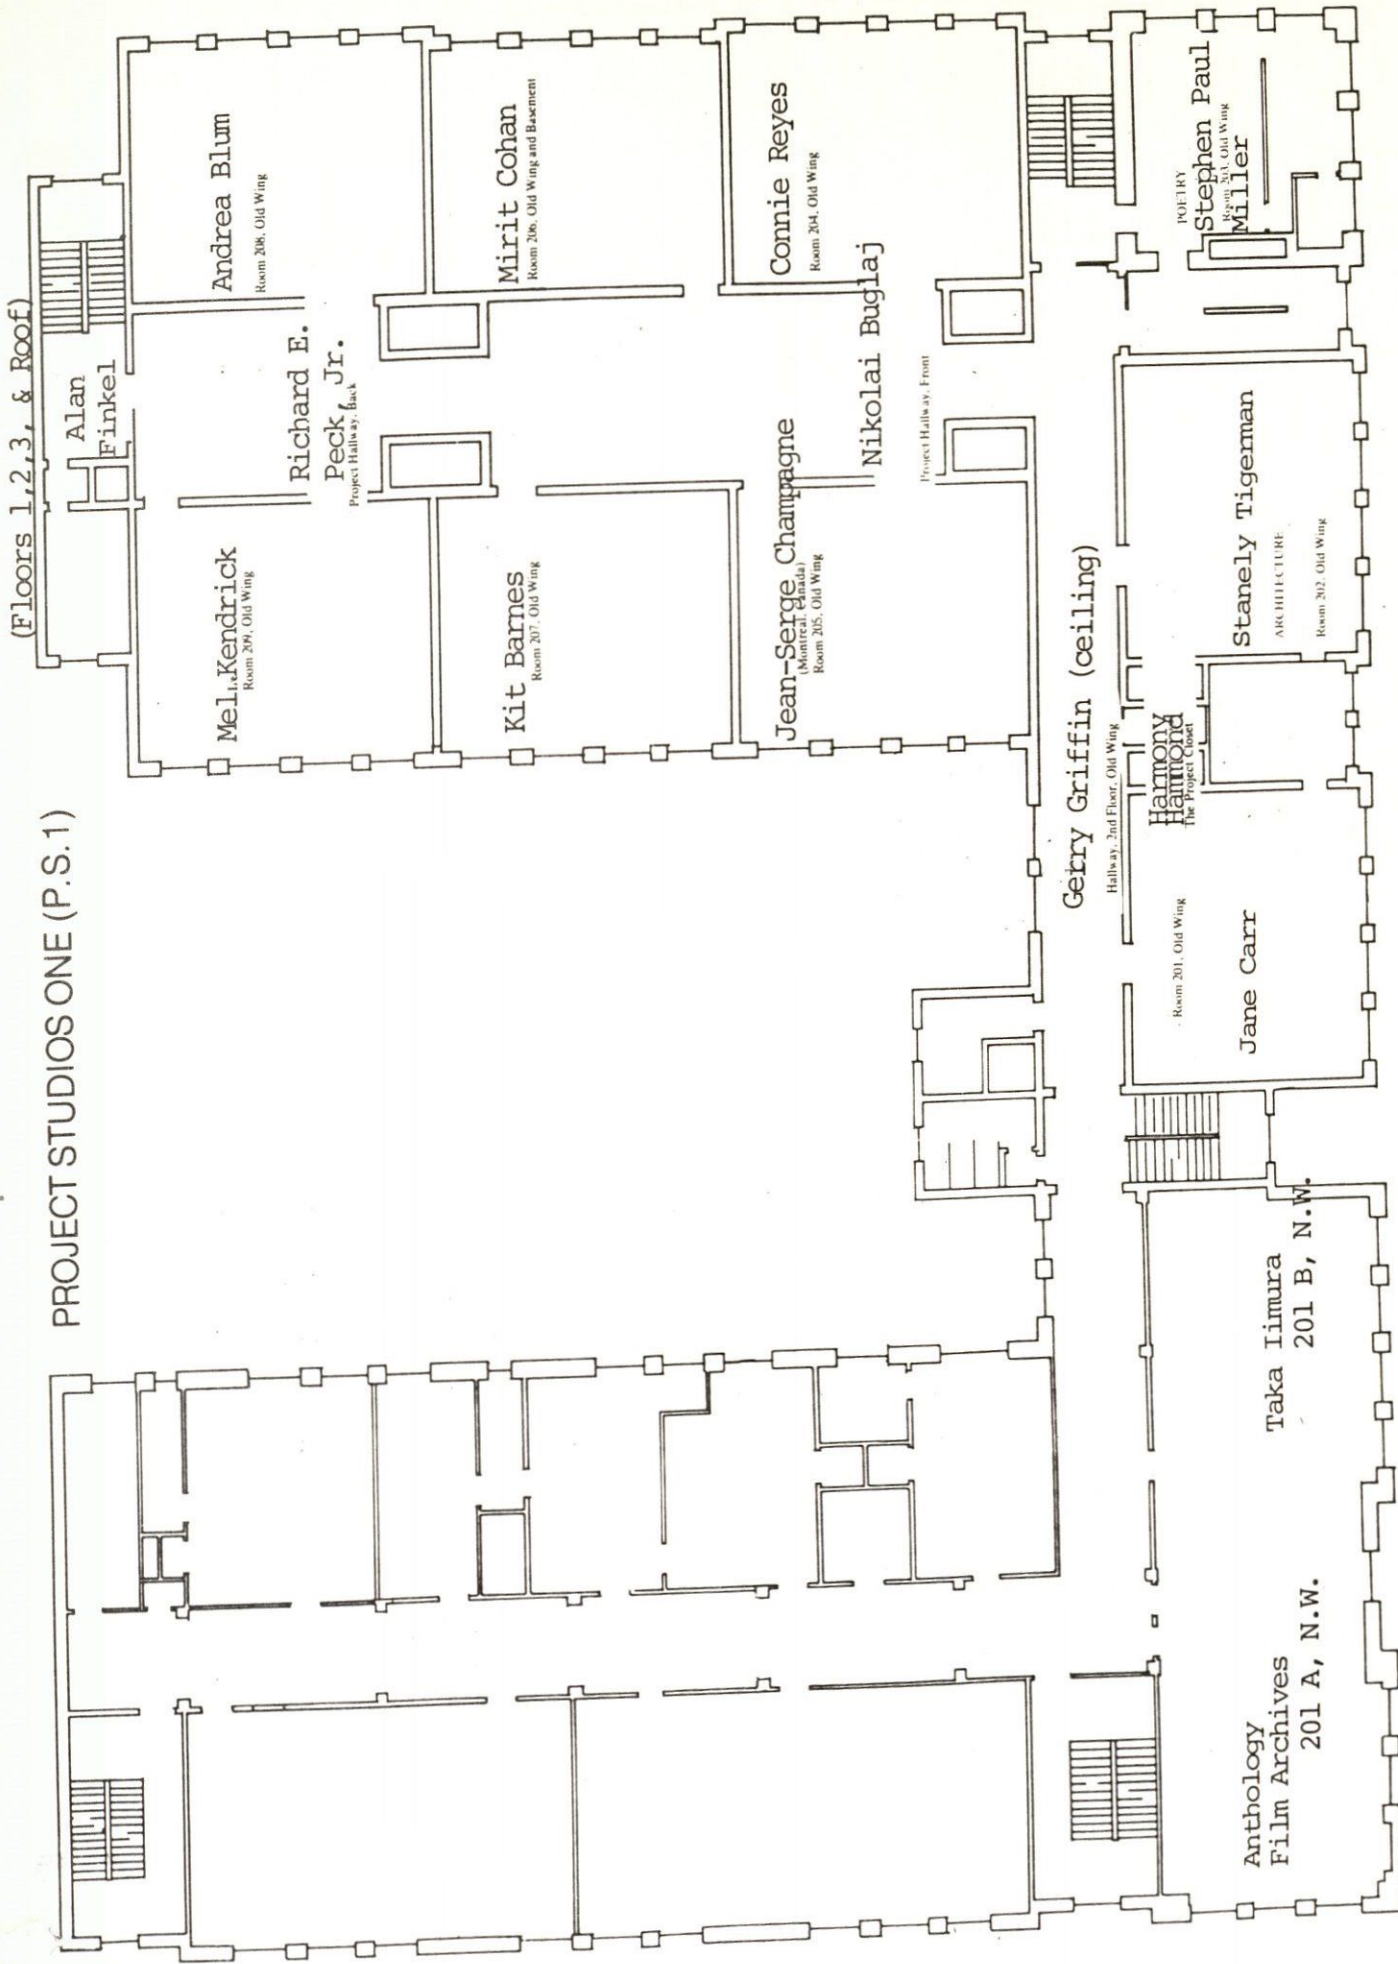 PROJECT STUDIOS ONE (P.S.1)
(Floors 1,2,3, & Roof)
Alan
Finkel
Andrea Blum
Room 208, Old Wing
Richard E.
Peck, Jr.
Project Hallway, Back
Mel Kendrick
Room 209, Old Wing
Mirit Cohan
Room 206, Old Wing and Basement
Kit Barnes
Room 207, Old Wing
Connie Reyes
Room 204, Old Wing
Jean-Serge Champagne
(Montreal, Canada)
Room 205, Old Wing
Nikolai Buglaj
Project Hallway, Front
Gerry Griffin (ceiling)
Hallway, 2nd Floor, Old Wing
POETRY
Stephen Paul
Room 203, Old Wing
Miller
Stanely Tigerman
ARCHITECTURE
Room 202, Old Wing
Harmony
Hammond
The Project Closet
Room 201, Old Wing
Jane Carr
Taka Iimura
201 B, N.W.
Anthology
Film Archives
201 A, N.W.